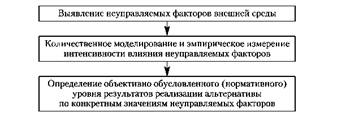 Выявление неуправляемых факторов внешней среды
Количественное моделирование и эмпирическое измерение
интенсивности влияния неуправляемых факторов
Определение объективно обусловленного (нормативного)
уровня результатов реализации альтернативы
по конкретным значениям неуправляемых факторов